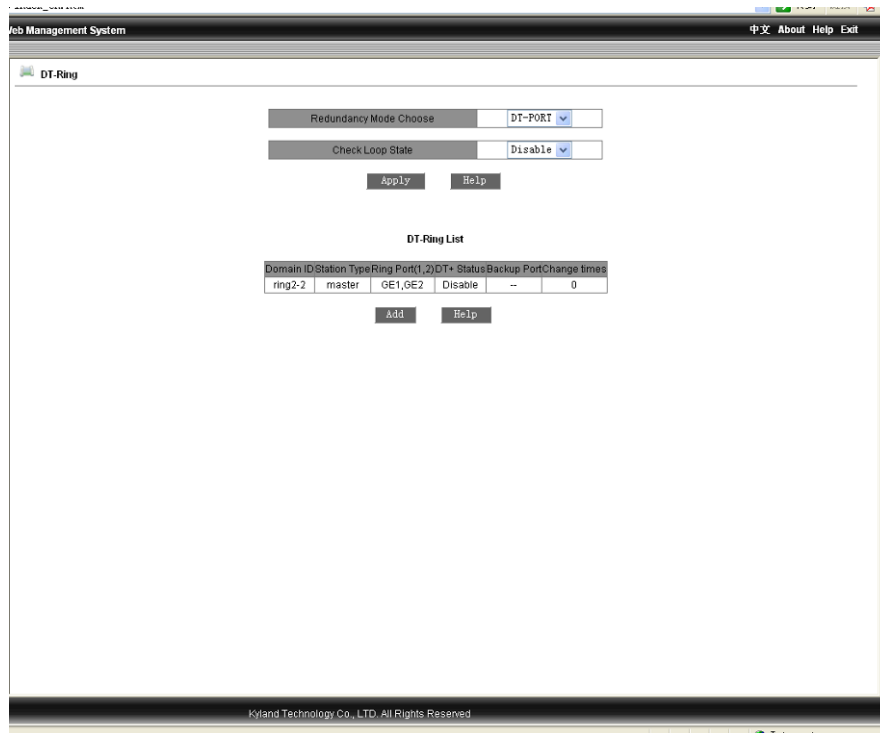 Web Management System 中文 About Help Exit
DT-Ring
Redundancy Mode Choose DT-PORT
Check Loop State Disable
Apply Help
DT-Ring List
Domain ID Station Type Ring Port(1,2) DT+ Status Backup Port Change times
ring2-2 master GE1,GE2 Disable -- 0
Add Help
Kyland Technology Co., LTD. All Rights Reserved